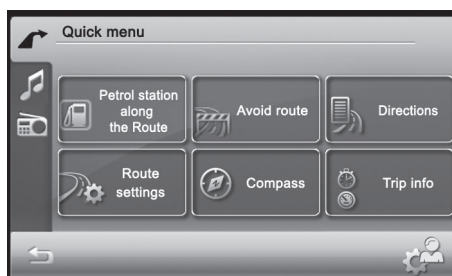 Quick menu
Petrol station
along
the Route
Avoid route
Directions
Route
settings
Compass
Trip info